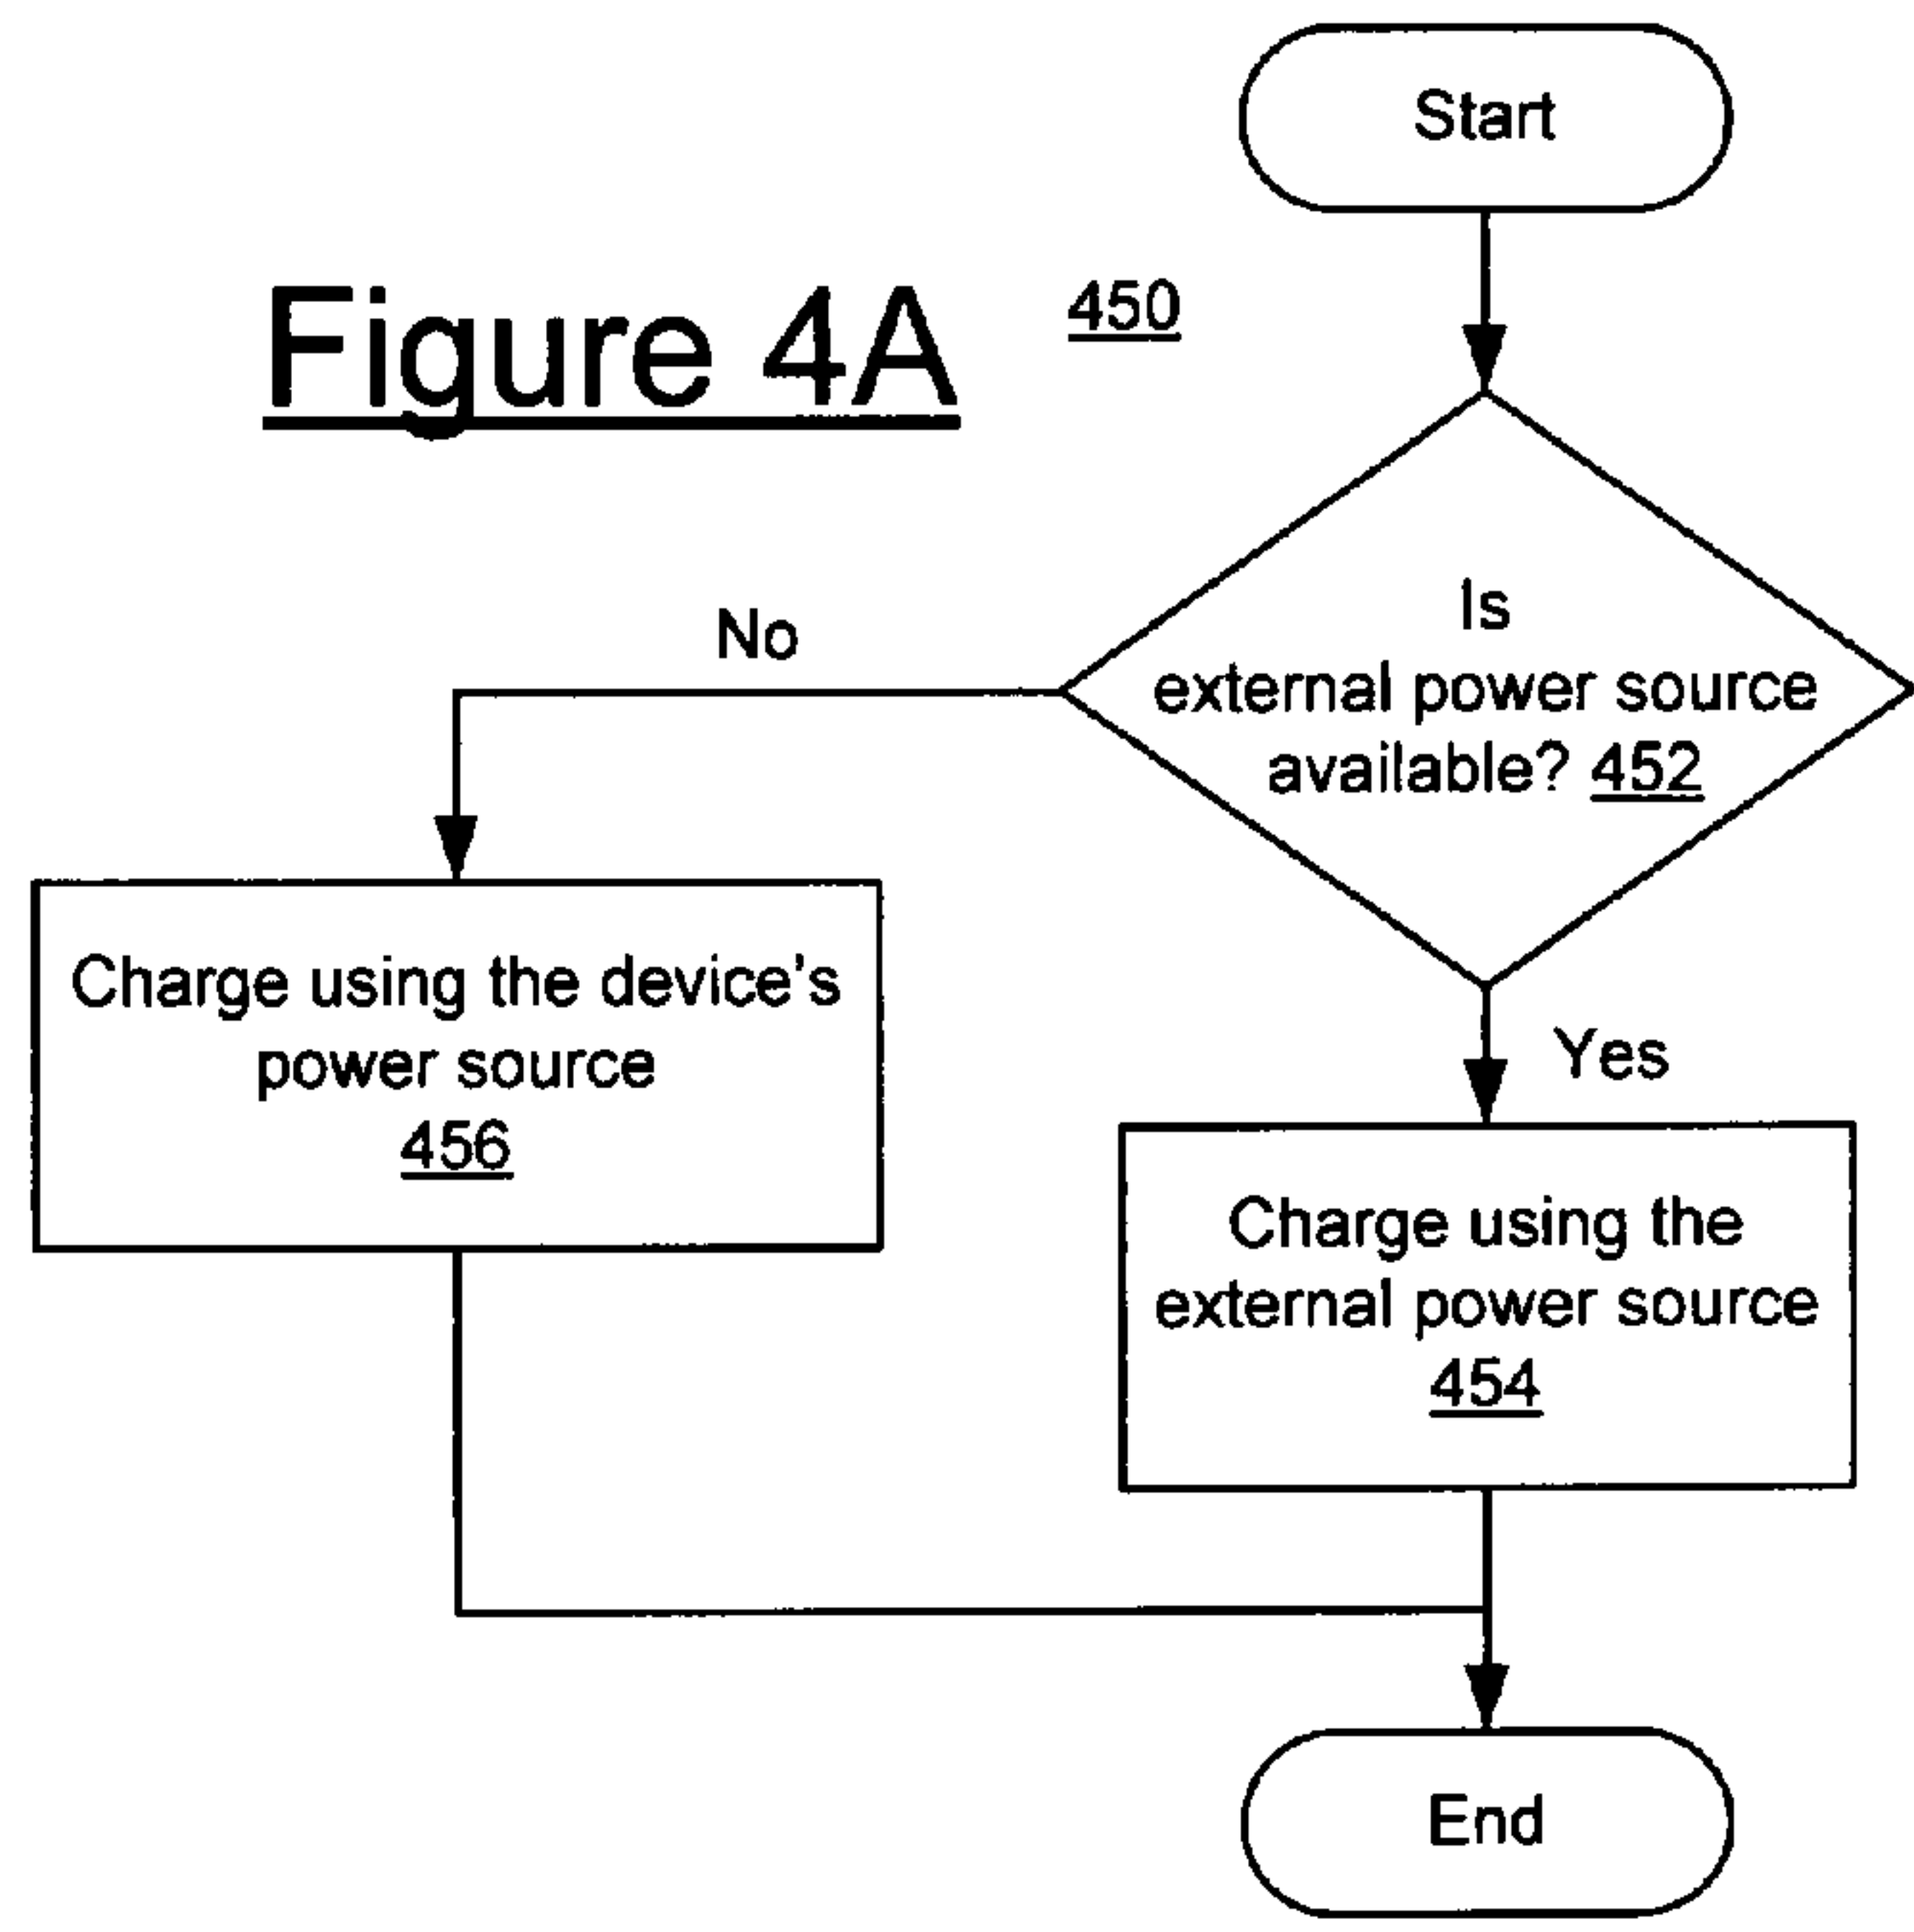 Start
Figure 4A
450
Is
external power source
available? 452
No
Yes
Charge using the device's
power source
456
Charge using the
external power source
454
End